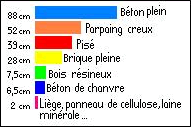 88 cm Béton plein
52 cm Parpaing creux
39 cm Pisé
28 cm Brique pleine
7,5cm Bois résineux
6,5cm Béton de chanvre
2 cm Liège, panneau de cellulose, laine
minérale ...